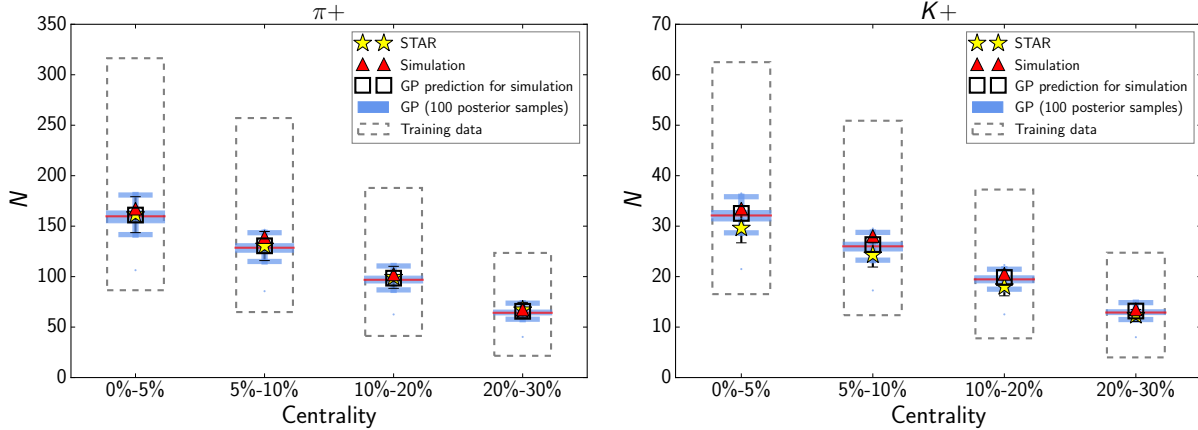 π+
350
300
250
200
150
100
50
0
N
STAR
Simulation
GP prediction for simulation
GP (100 posterior samples)
Training data
0%-5%
5%-10%
10%-20%
20%-30%
Centrality
K+
70
60
50
40
30
20
10
0
N
STAR
Simulation
GP prediction for simulation
GP (100 posterior samples)
Training data
0%-5%
5%-10%
10%-20%
20%-30%
Centrality